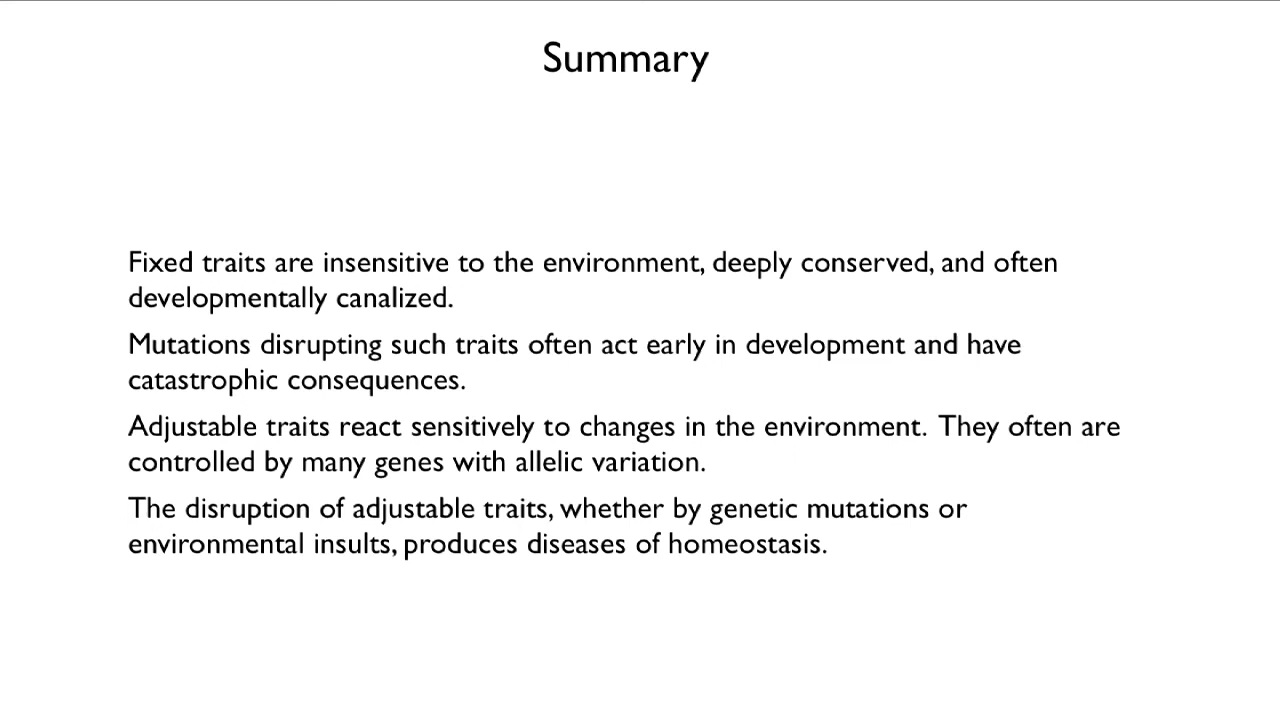 Summary
Fixed traits are insensitive to the environment, deeply conserved, and often
developmentally canalized.
Mutations disrupting such traits often act early in development and have
catastrophic consequences.
Adjustable traits react sensitively to changes in the environment.  They often are
controlled by many genes with allelic variation.
The disruption of adjustable traits, whether by genetic mutations or
environmental insults, produces diseases of homeostasis.